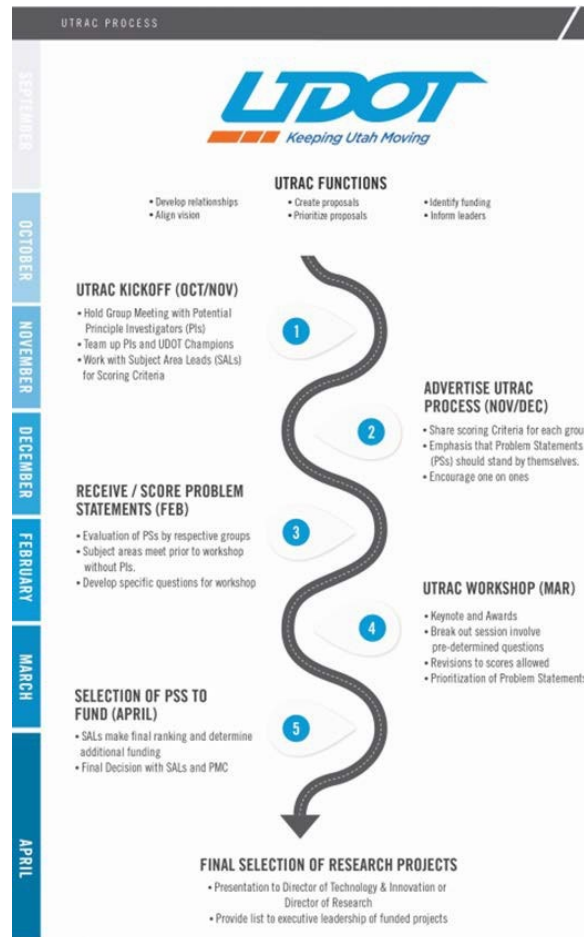 UTRAC PROCESS
SEPTEMBER
OCTOBER
NOVEMBER
DECEMBER
FEBRUARY
MARCH
APRIL
UDOT
Keeping Utah Moving
UTRAC FUNCTIONS
• Develop relationships
• Align vision
• Create proposals
• Prioritize proposals
• Identify funding
• Inform leaders
UTRAC KICKOFF (OCT/NOV)
• Hold Group Meeting with Potential
Principle Investigators (PIs)
• Team up PIs and UDOT Champions
• Work with Subject Area Leads (SALs)
for Scoring Criteria
1
ADVERTISE UTRAC
PROCESS (NOV/DEC)
• Share scoring Criteria for each grou
• Emphasis that Problem Statements
(PSs) should stand by themselves.
• Encourage one on ones
2
RECEIVE / SCORE PROBLEM
STATEMENTS (FEB)
• Evaluation of PSs by respective groups
• Subject areas meet prior to workshop
without PIs.
• Develop specific questions for workshop
3
UTRAC WORKSHOP (MAR)
• Keynote and Awards
• Break out session involve
pre-determined questions
• Revisions to scores allowed
• Prioritization of Problem Statements
4
SELECTION OF PSS TO
FUND (APRIL)
• SALs make final ranking and determine
additional funding
• Final Decision with SALs and PMC
5
FINAL SELECTION OF RESEARCH PROJECTS
• Presentation to Director of Technology & Innovation or
Director of Research
• Provide list to executive leadership of funded projects